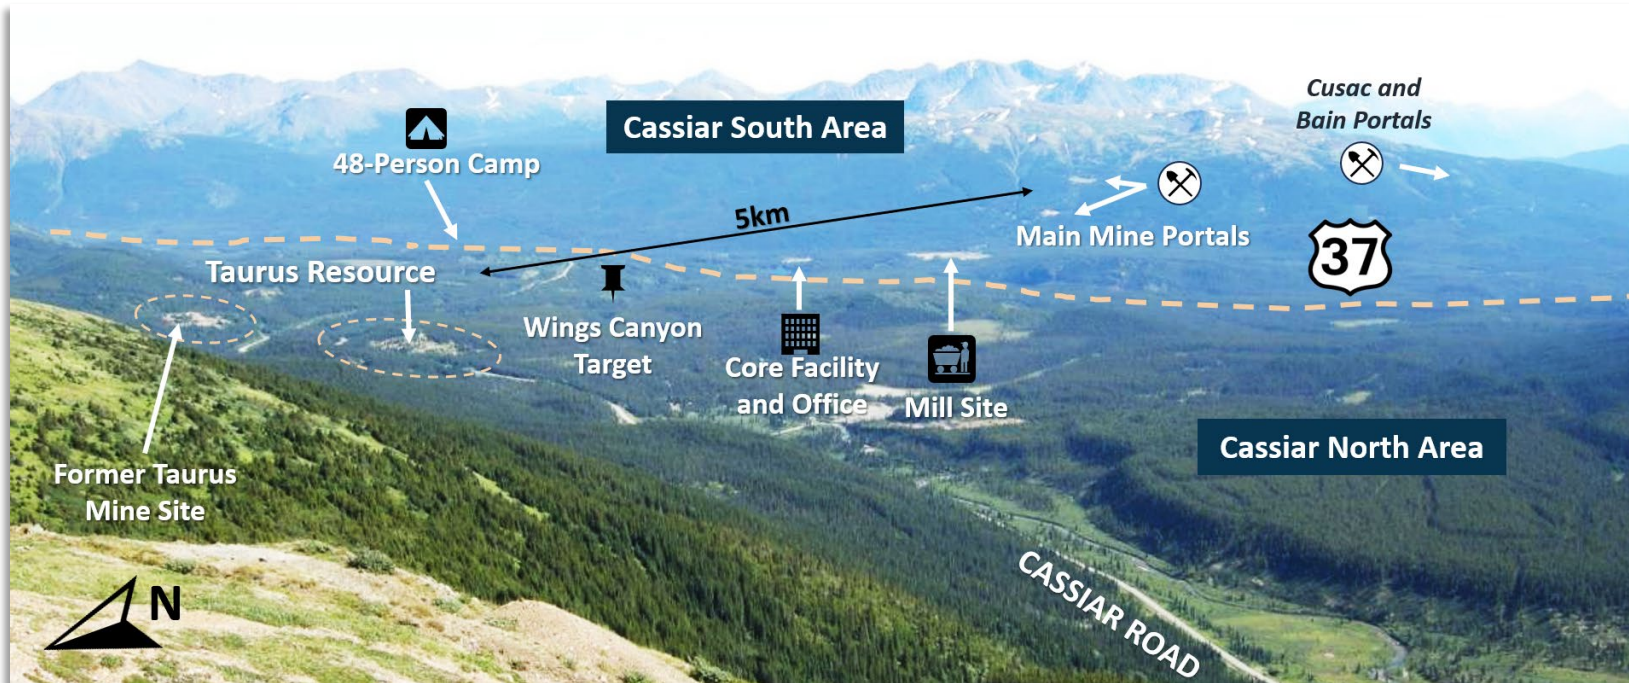 Cusac and
Bain Portals
Cassiar South Area
48-Person Camp
5km
Main Mine Portals
37
Taurus Resource
Wings Canyon
Target
Core Facility
and Office
Mill Site
Cassiar North Area
Former Taurus
Mine Site
N
CASSIAR ROAD